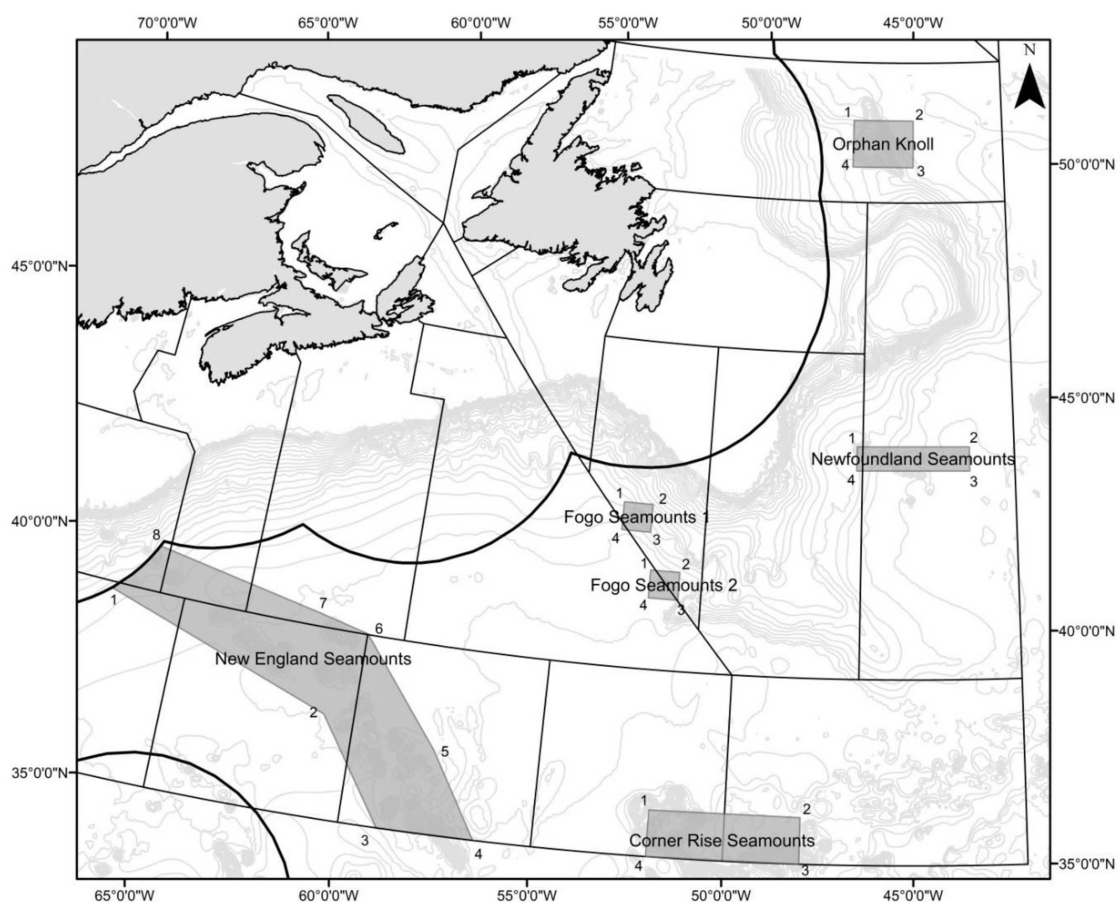 70°0'0"W 65°0'0"W 60°0'0"W 55°0'0"W 50°0'0"W 45°0'0"W
N
1 2
Orphan Knoll
4 3
50°0'0"N
45°0'0"N
45°0'0"N
1 2
Newfoundland Seamounts
4 3
1 2
Fogo Seamounts 1
4 3
40°0'0"N
8
1 2
Fogo Seamounts 2
4 3
1
7
6
40°0'0"N
New England Seamounts
2
5
35°0'0"N
1 2
Corner Rise Seamounts
3 4
4 3
35°0'0"N
65°0'0"W 60°0'0"W 55°0'0"W 50°0'0"W 45°0'0"W